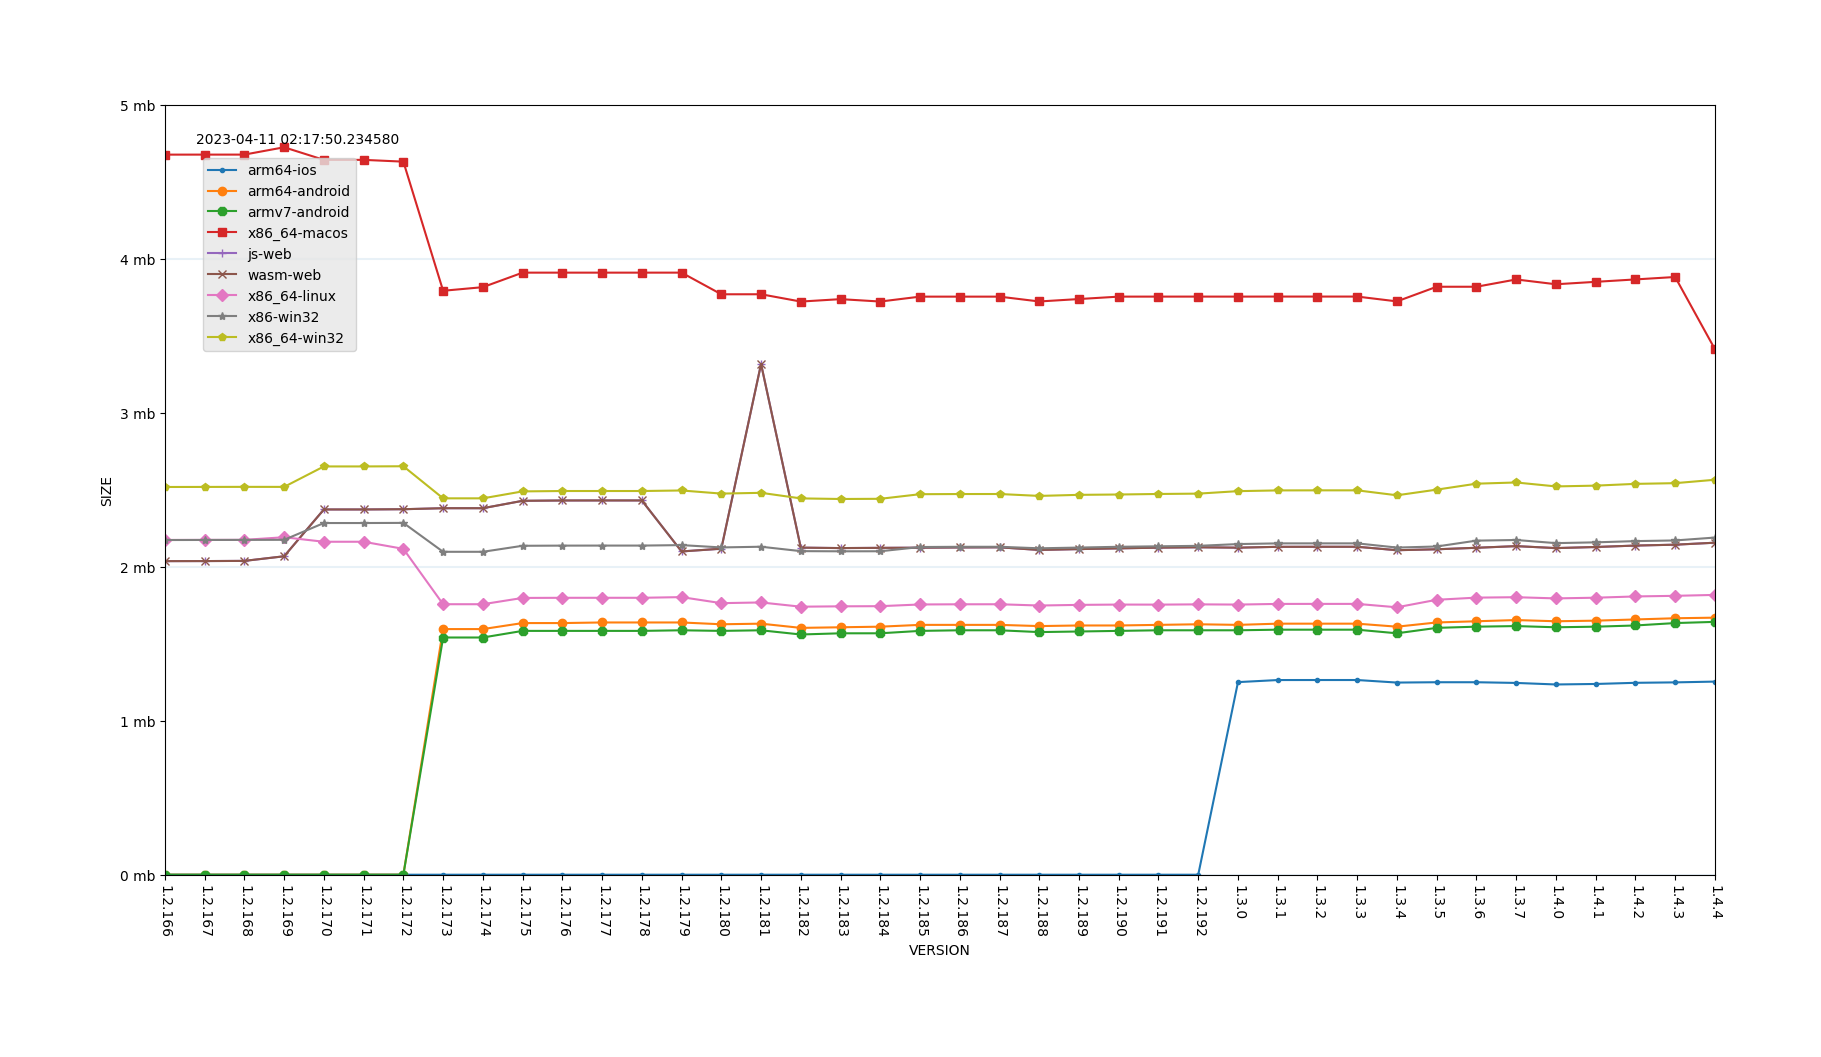 5 mb
2023-04-11 02:17:50.234580
arm64-ios
arm64-android
armv7-android
x86_64-macos
js-web
wasm-web
x86_64-linux
x86-win32
x86_64-win32
4 mb
3 mb
SIZE
2 mb
1 mb
0 mb
1.2.166
1.2.167
1.2.168
1.2.169
1.2.170
1.2.171
1.2.172
1.2.173
1.2.174
1.2.175
1.2.176
1.2.177
1.2.178
1.2.179
1.2.180
1.2.181
1.2.182
1.2.183
1.2.184
1.2.185
1.2.186
1.2.187
1.2.188
1.2.189
1.2.190
1.2.191
1.2.192
1.3.0
1.3.1
1.3.2
1.3.3
1.3.4
1.3.5
1.3.6
1.3.7
1.4.0
1.4.1
1.4.2
1.4.3
1.4.4
VERSION